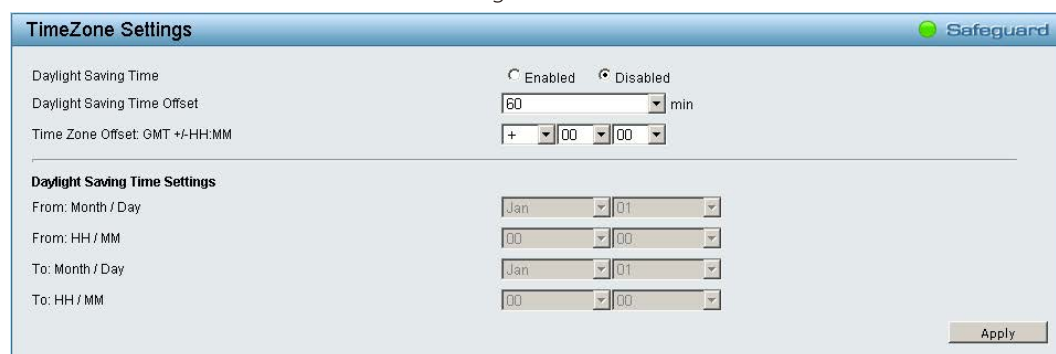 TimeZone Settings Safeguard
Daylight Saving Time Enabled Disabled
Daylight Saving Time Offset 60 min
Time Zone Offset: GMT +/-HH:MM + 00 00
Daylight Saving Time Settings
From: Month / Day Jan 01
From: HH / MM 00 00
To: Month / Day Jan 01
To: HH / MM 00 00
Apply